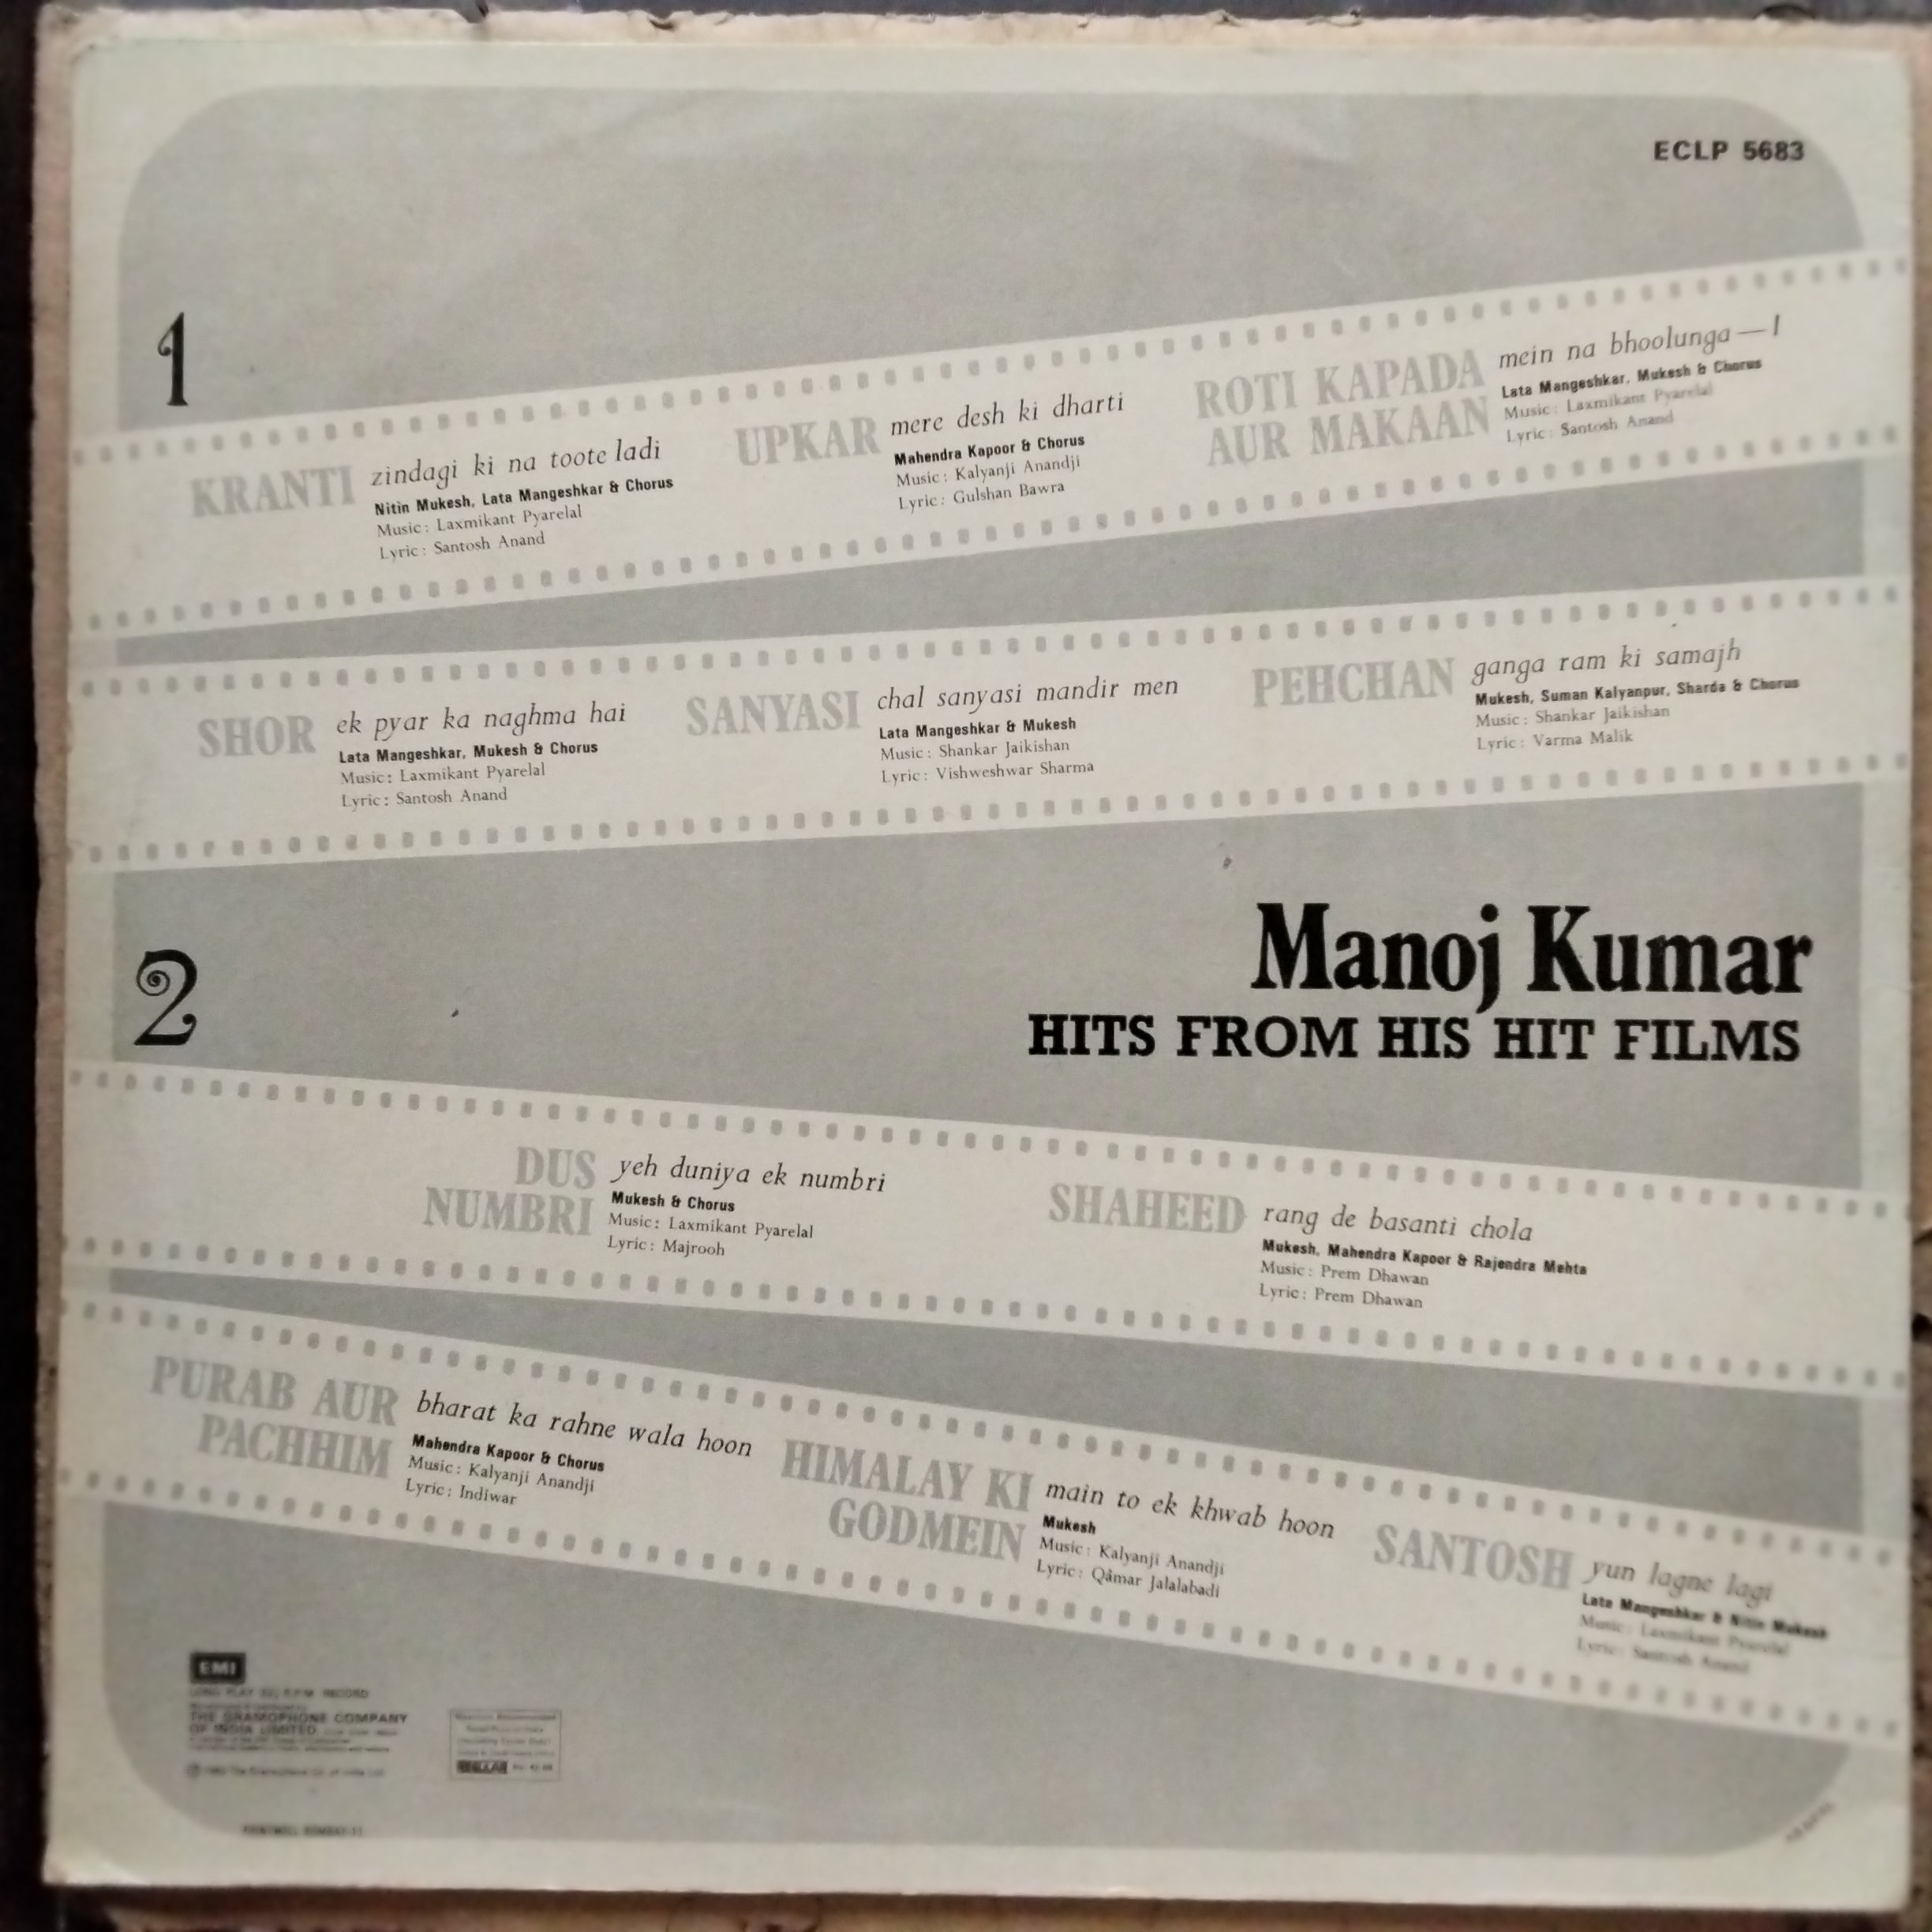 ECLP 5683
1
KRANTI
zindagi ki na toote ladi
Nitin Mukesh, Lata Mangeshkar & Chorus
Music: Laxmikant Pyarelal
Lyric: Santosh Anand
UPKAR
mere desh ki dharti
Mahendra Kapoor & Chorus
Music: Kalyanji Anandji
Lyric: Gulshan Bawra
ROTI KAPADA
AUR MAKAAN
mein na bhoolunga—I
Lata Mangeshkar, Mukesh & Chorus
Music: Laxmikant Pyarelal
Lyric: Santosh Anand
SHOR
ek pyar ka naghma hai
Lata Mangeshkar, Mukesh & Chorus
Music: Laxmikant Pyarelal
Lyric: Santosh Anand
SANYASI
chal sanyasi mandir men
Lata Mangeshkar & Mukesh
Music: Shankar Jaikishan
Lyric: Vishweshwar Sharma
PEHCHAN
ganga ram ki samajh
Mukesh, Suman Kalyanpur, Sharda & Chorus
Music: Shankar Jaikishan
Lyric: Varma Malik
Manoj Kumar
HITS FROM HIS HIT FILMS
2
DUS
NUMBRI
yeh duniya ek numbri
Mukesh & Chorus
Music: Laxmikant Pyarelal
Lyric: Majrooh
SHAHEED
rang de basanti chola
Mukesh, Mahendra Kapoor & Rajendra Mehta
Music: Prem Dhawan
Lyric: Prem Dhawan
PURAB AUR
PACHHIM
bharat ka rahne wala hoon
Mahendra Kapoor & Chorus
Music: Kalyanji Anandji
Lyric: Indiwar
HIMALAY KI
GODMEIN
main to ek khwab hoon
Mukesh
Music: Kalyanji Anandji
Lyric: Qâmar Jalalabadi
SANTOSH
yun lagne lagi
Lata Mangeshkar & Nitin Mukesh
Music: Laxmikant Pyarelal
Lyric: Santosh Anand
EMI
LONG PLAY R.P.M. RECORD
THE GRAMOPHONE COMPANY
OF INDIA LIMITED